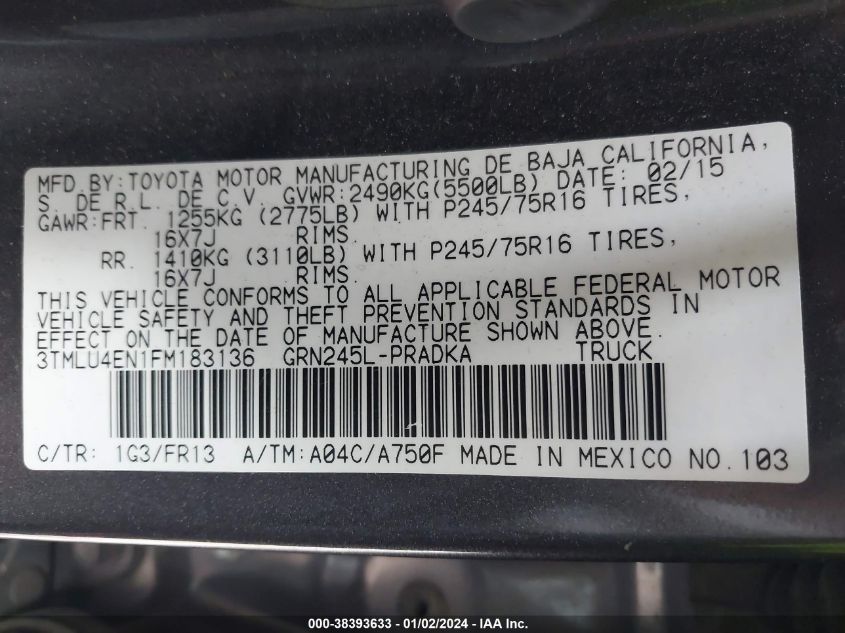 MFD.BY:TOYOTA MOTOR MANUFACTURING DE BAJA CALIFORNIA,
S. DE R.L. DE C.V. GVWR:2490KG(5500LB) DATE: 02/15
GAWR:FRT. 1255KG (2775LB) WITH P245/75R16 TIRES,
16X7J RIMS.
RR. 1410KG (3110LB) WITH P245/75R16 TIRES,
16X7J RIMS.
THIS VEHICLE CONFORMS TO ALL APPLICABLE FEDERAL MOTOR
VEHICLE SAFETY AND THEFT PREVENTION STANDARDS IN
EFFECT ON THE DATE OF MANUFACTURE SHOWN ABOVE.
3TMLU4EN1FM183136 GRN245L-PRADKA TRUCK
C/TR: 1G3/FR13 A/TM:A04C/A750F MADE IN MEXICO NO.103
000-38393633 - 01/02/2024 - IAA Inc.